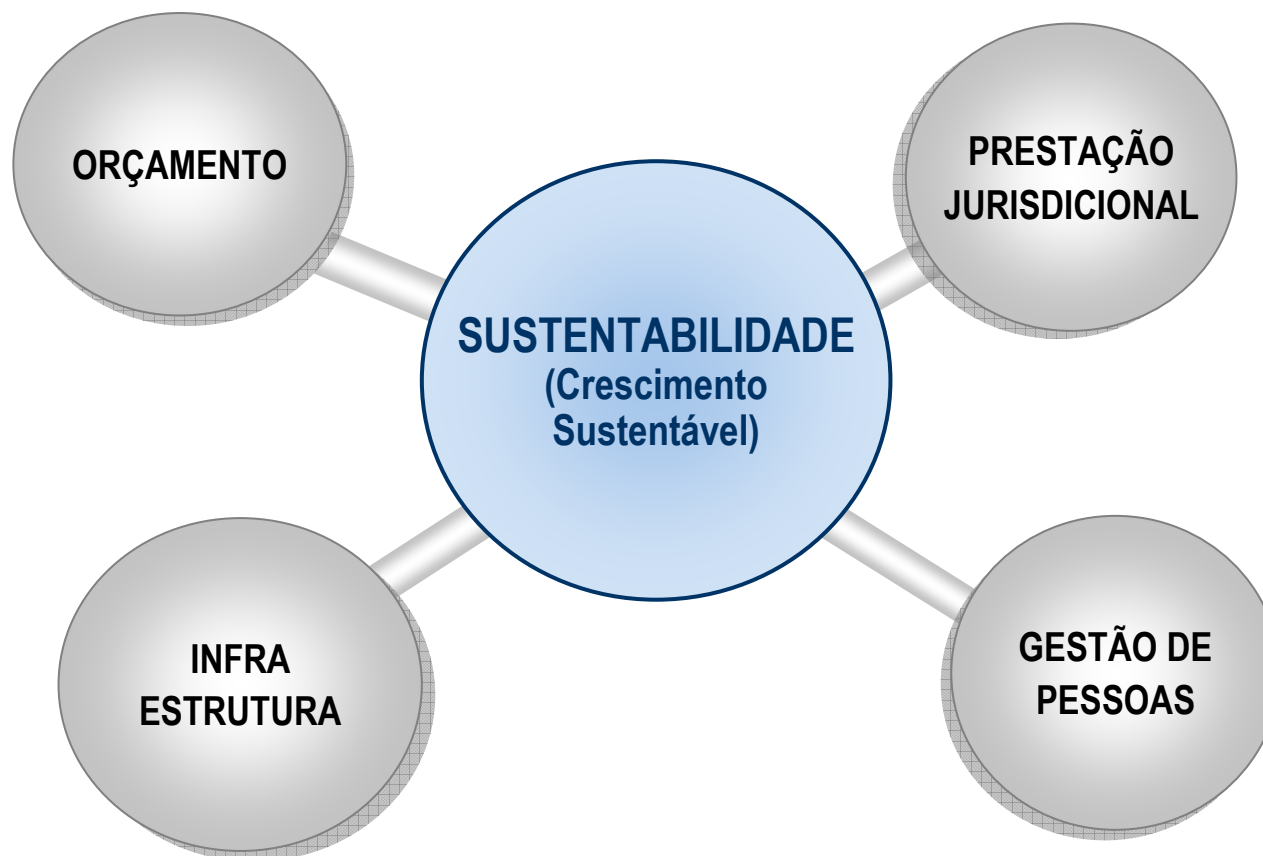 ORÇAMENTO
PRESTAÇÃO
JURISDICIONAL
SUSTENTABILIDADE
(Crescimento
Sustentável)
INFRA
ESTRUTURA
GESTÃO DE
PESSOAS